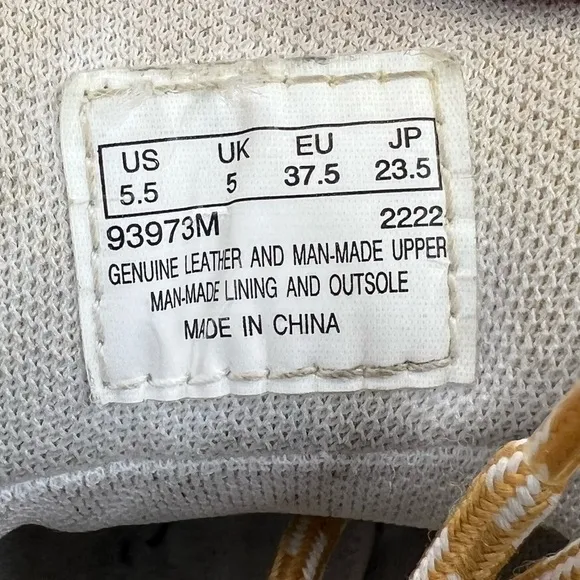 US UK EU JP
5.5 5 37.5 23.5
93973M 2222
GENUINE LEATHER AND MAN-MADE UPPER
MAN-MADE LINING AND OUTSOLE
MADE IN CHINA